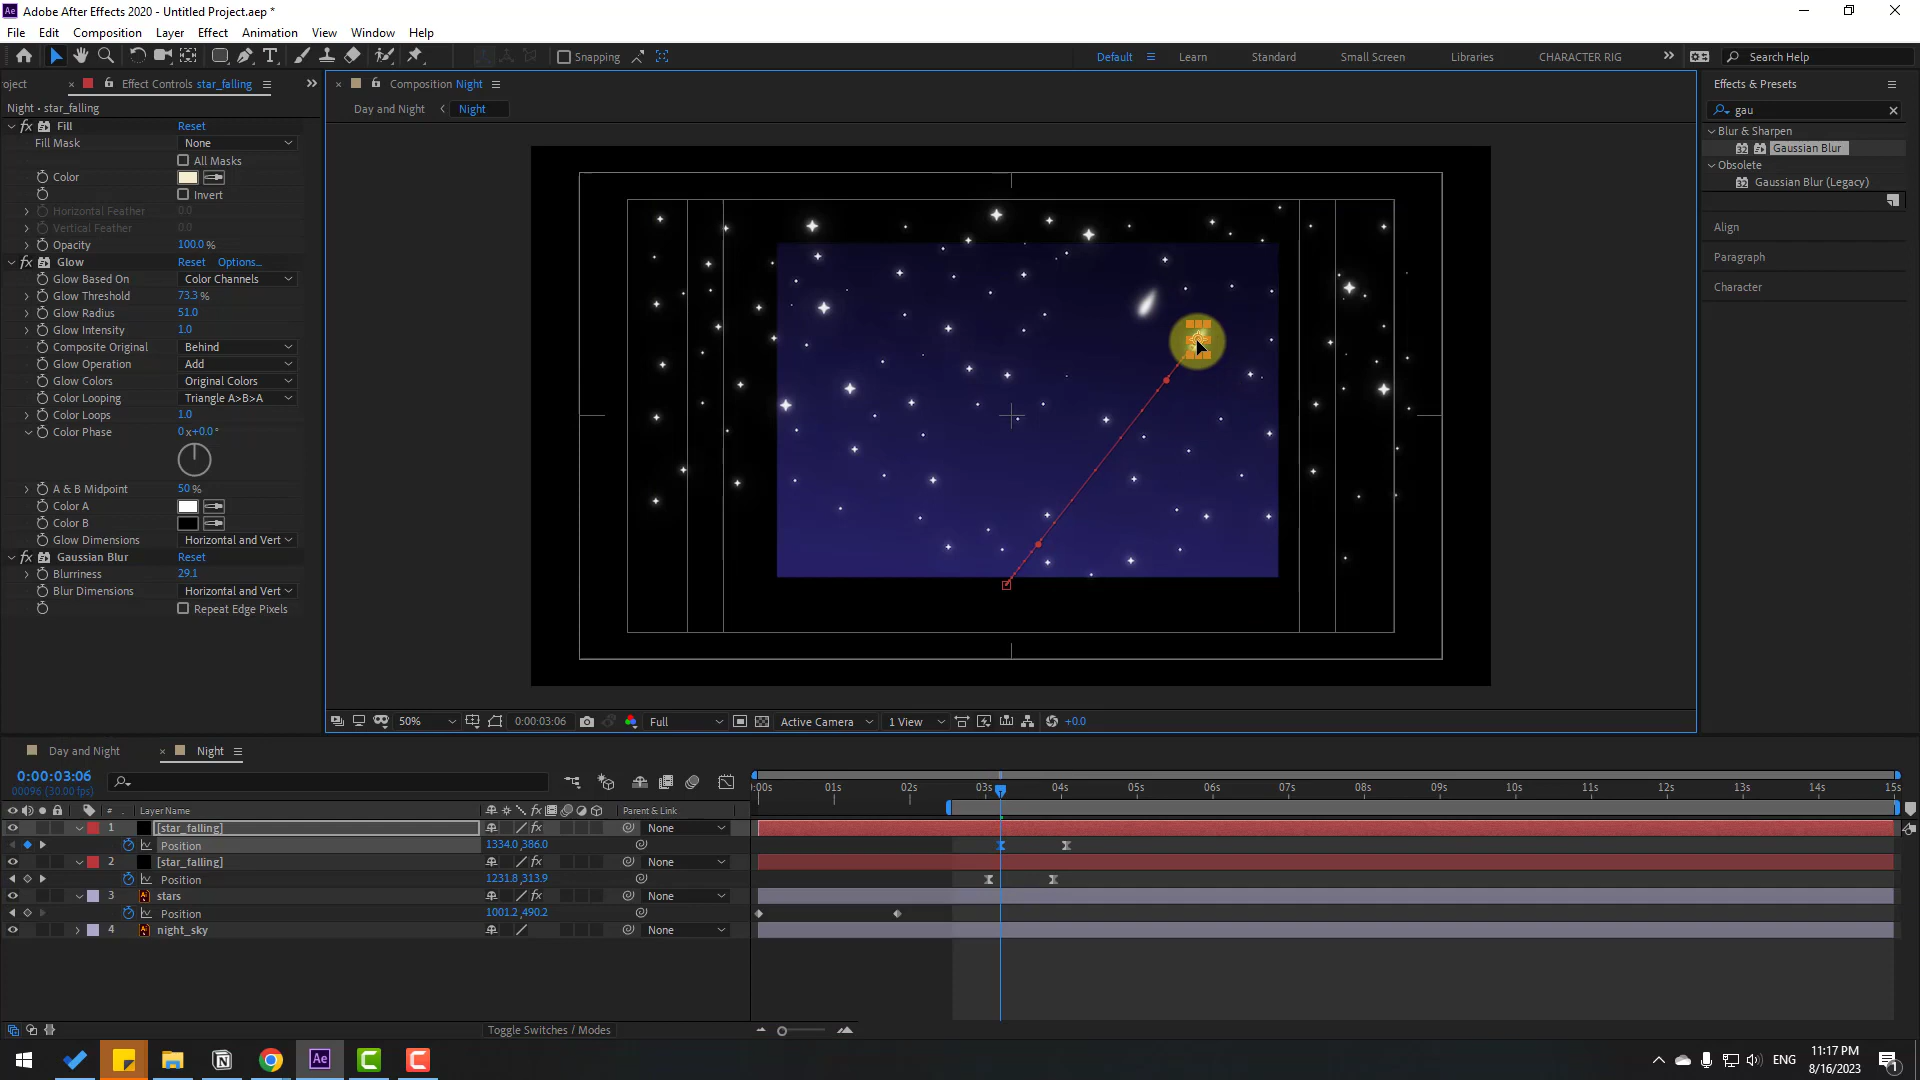 Adobe After Effects 2020 - Untitled Project.aep *
File Edit Composition Layer Effect Animation View Window Help
Snapping
Default Learn Standard Small Screen Libraries CHARACTER RIG Search Help
roject Effect Controls star_falling
Composition Night
Effects & Presets
Night • star_falling
Day and Night Night
gau
Fill Reset
Fill Mask None
All Masks
Color
Invert
Horizontal Feather 0.0
Vertical Feather 0.0
Opacity 100.0 %
Glow Reset Options...
Glow Based On Color Channels
Glow Threshold 73.3 %
Glow Radius 51.0
Glow Intensity 1.0
Composite Original Behind
Glow Operation Add
Glow Colors Original Colors
Color Looping Triangle A>B>A
Color Loops 1.0
Color Phase 0 x+0.0 °
A & B Midpoint 50 %
Color A
Color B
Glow Dimensions Horizontal and Vert
Gaussian Blur Reset
Blurriness 29.1
Blur Dimensions Horizontal and Vert
Repeat Edge Pixels
Blur & Sharpen
32 Gaussian Blur
Obsolete
32 Gaussian Blur (Legacy)
Align
Paragraph
Character
50% 0:00:03:06 Full Active Camera 1 View +0.0
Day and Night Night
0:00:03:06
00096 (30.00 fps)
:00s 01s 02s 03s 04s 05s 06s 07s 08s 09s 10s 11s 12s 13s 14s 15s
# Layer Name Parent & Link
1 [star_falling] None
Position 1334.0,386.0
2 [star_falling] None
Position 1231.8,313.9
3 stars None
Position 1001.2,490.2
4 night_sky None
Toggle Switches / Modes
ENG
11:17 PM
8/16/2023
1